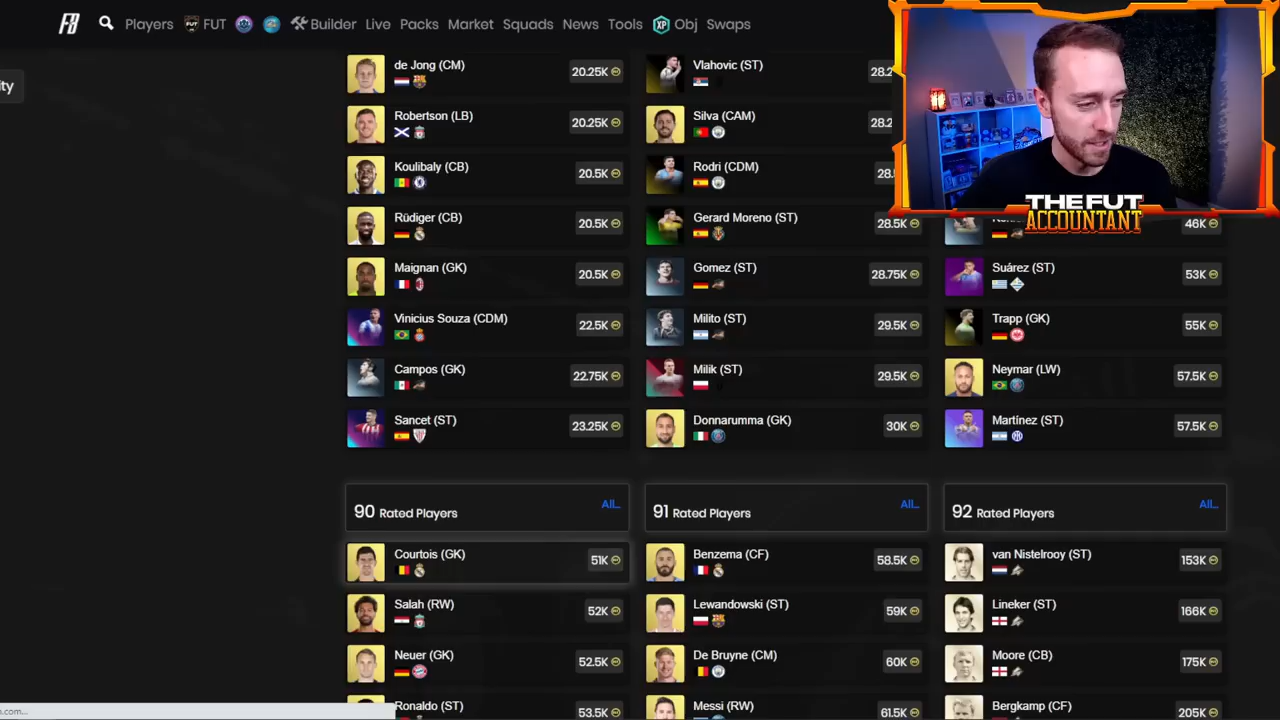 FB Players FUT Builder Live Packs Market Squads News Tools XP Obj Swaps
ty
de Jong (CM) 20.25K
Robertson (LB) 20.25K
Koulibaly (CB) 20.5K
Rüdiger (CB) 20.5K
Maignan (GK) 20.5K
Vinicius Souza (CDM) 22.5K
Campos (GK) 22.75K
Sancet (ST) 23.25K
Vlahovic (ST) 28.2
Silva (CAM) 28.2
Rodri (CDM) 28.
Gerard Moreno (ST) 28.5K
Gomez (ST) 28.75K
Milito (ST) 29.5K
Milik (ST) 29.5K
Donnarumma (GK) 30K
THE FUT
ACCOUNTANT
46K
Suárez (ST) 53K
Trapp (GK) 55K
Neymar (LW) 57.5K
Martínez (ST) 57.5K
90 Rated Players All...
Courtois (GK) 51K
Salah (RW) 52K
Neuer (GK) 52.5K
Ronaldo (ST) 53.5K
91 Rated Players All...
Benzema (CF) 58.5K
Lewandowski (ST) 59K
De Bruyne (CM) 60K
Messi (RW) 61.5K
92 Rated Players All...
van Nistelrooy (ST) 153K
Lineker (ST) 166K
Moore (CB) 175K
Bergkamp (CF) 205K
n.com...